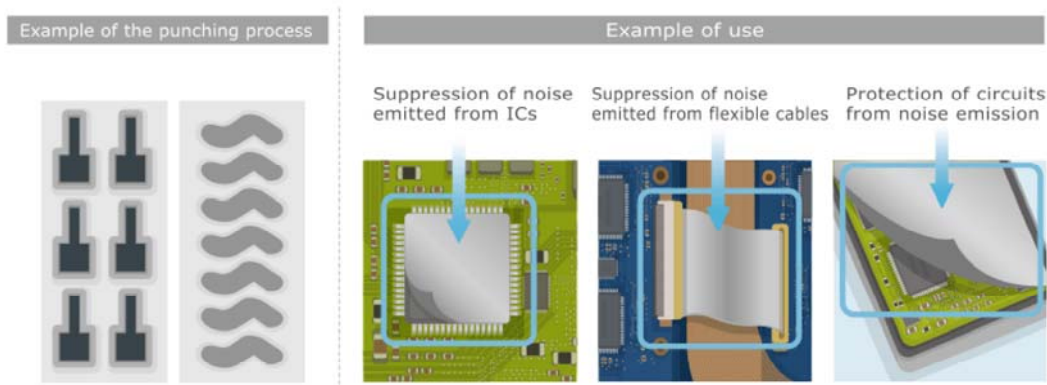 Example of the punching process
Example of use
Suppression of noise
emitted from ICs
Suppression of noise
emitted from flexible cables
Protection of circuits
from noise emission